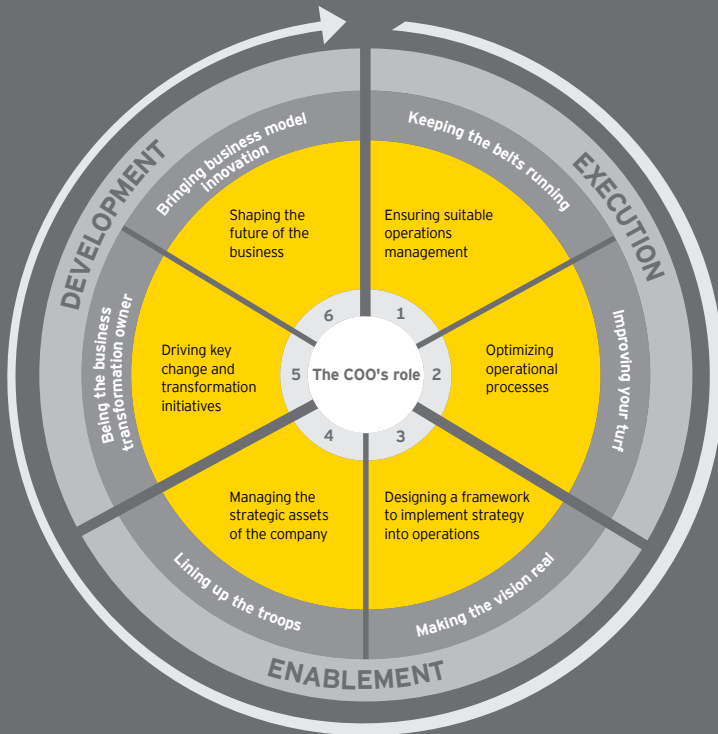 DEVELOPMENT
EXECUTION
ENABLEMENT
Bringing business model
innovation
Keeping the belts running
Improving your turf
Making the vision real
Lining up the troops
Being the business
transformation owner
Shaping the
future of the
business
Ensuring suitable
operations
management
Optimizing
operational
processes
Designing a framework
to implement strategy
into operations
Managing the
strategic assets
of the company
Driving key
change and
transformation
initiatives
6
1
5
The COO's role
2
4
3